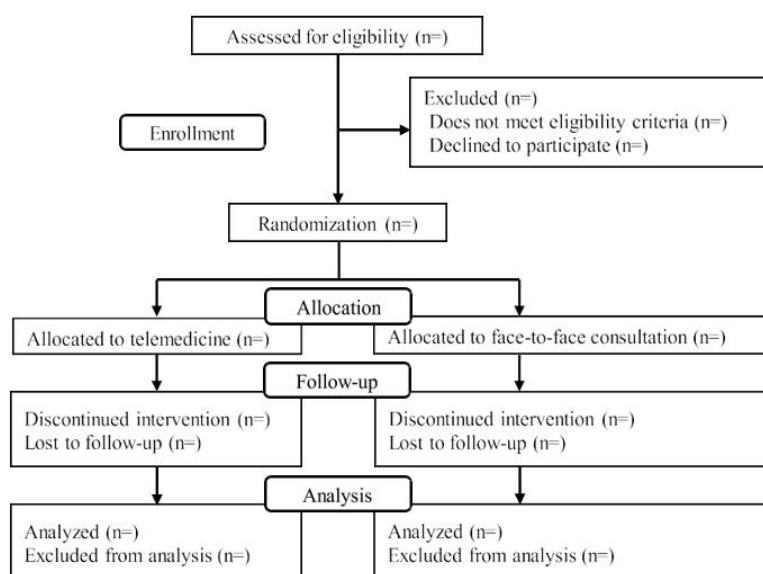 Assessed for eligibility (n=)
Excluded (n=)
Does not meet eligibility criteria (n=)
Declined to participate (n=)
Enrollment
Randomization (n=)
Allocation
Allocated to telemedicine (n=)
Allocated to face-to-face consultation (n=)
Follow-up
Discontinued intervention (n=)
Lost to follow-up (n=)
Discontinued intervention (n=)
Lost to follow-up (n=)
Analysis
Analyzed (n=)
Excluded from analysis (n=)
Analyzed (n=)
Excluded from analysis (n=)